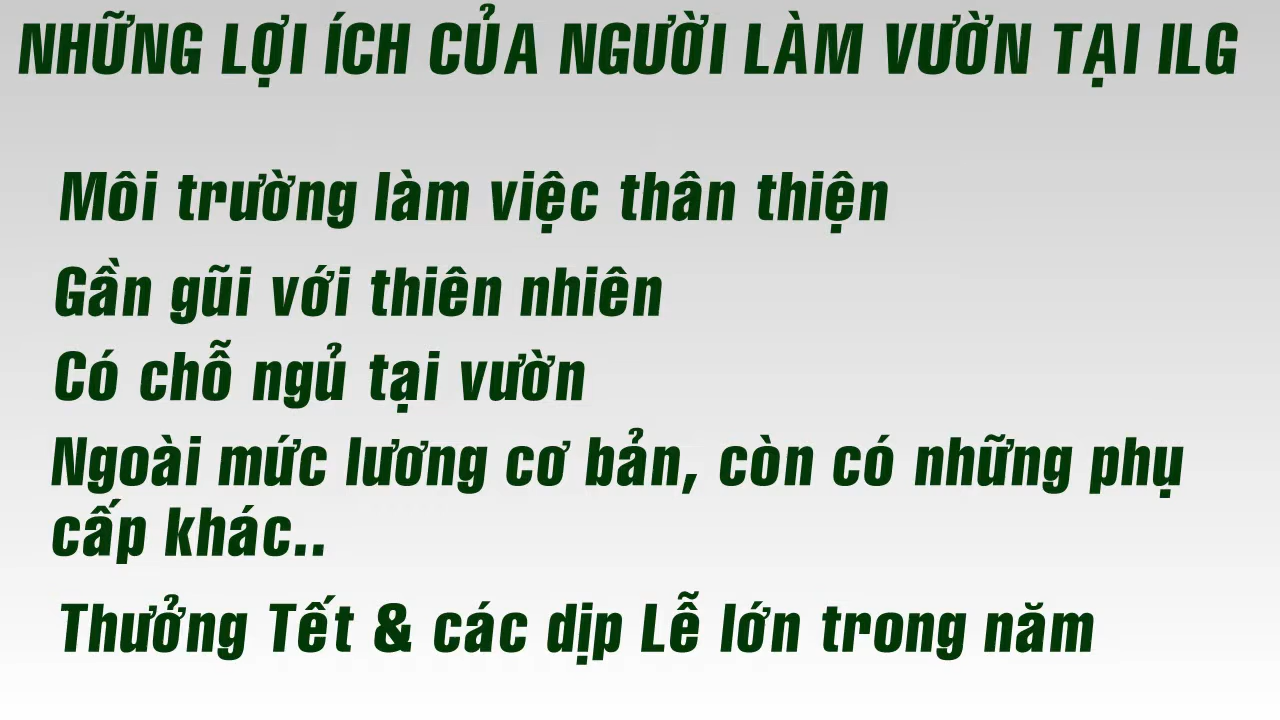 NHỮNG LỢI ÍCH CỦA NGƯỜI LÀM VƯỜN TẠI ILG
Môi trường làm việc thân thiện
Gần gũi với thiên nhiên
Có chỗ ngủ tại vườn
Ngoài mức lương cơ bản, còn có những phụ
cấp khác..
Thưởng Tết & các dịp Lễ lớn trong năm